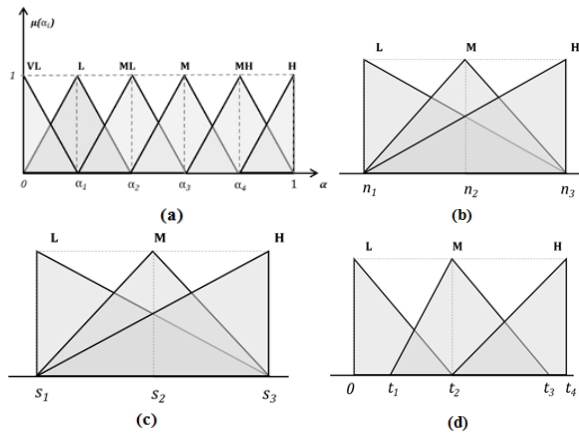 μ(αᵢ)
VL L ML M MH H
1
0 α₁ α₂ α₃ α₄ 1 α
(a)
L M H
n₁ n₂ n₃
(b)
L M H
s₁ s₂ s₃
(c)
L M H
0 t₁ t₂ t₃ t₄
(d)